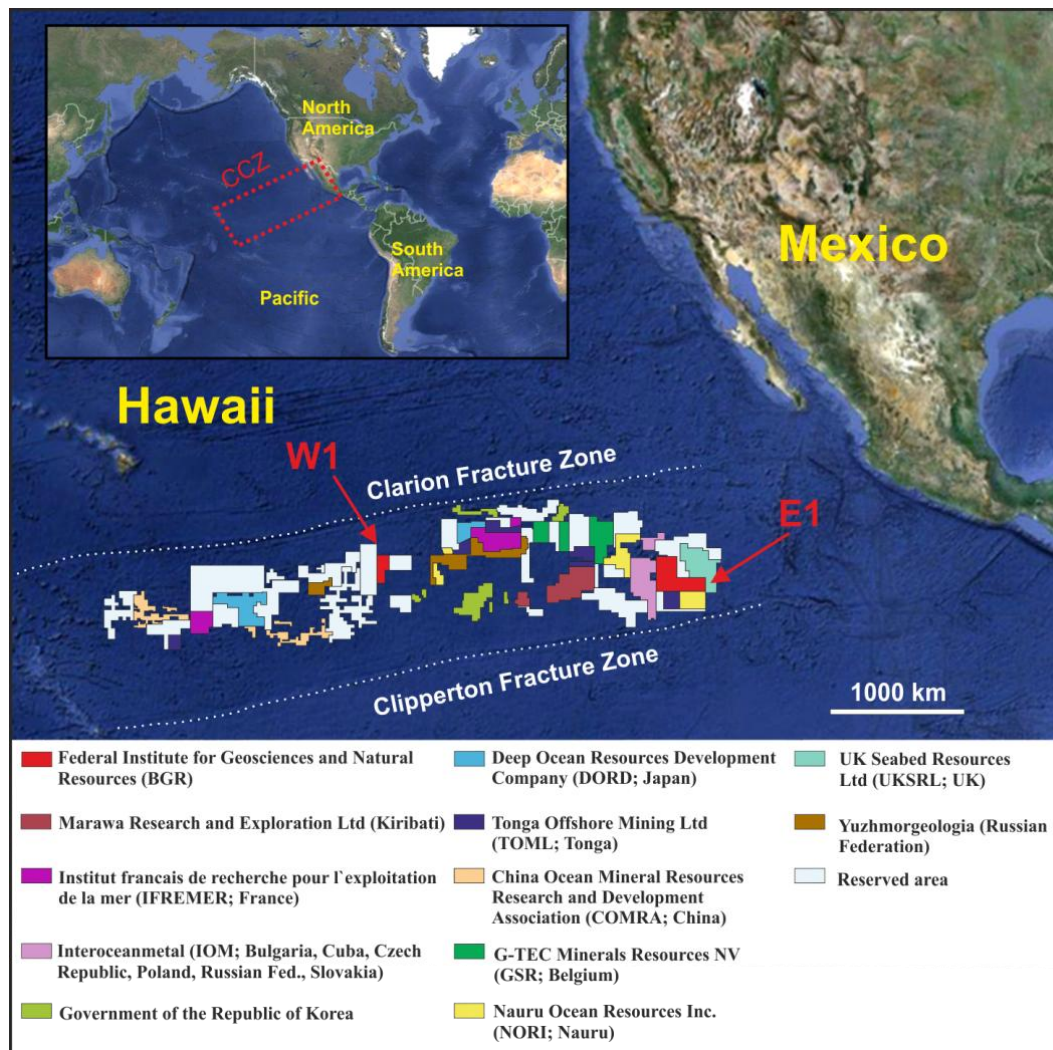 North
America
CCZ
South
America
Pacific
Mexico
Hawaii
W1
Clarion Fracture Zone
E1
Clipperton Fracture Zone
1000 km
Federal Institute for Geosciences and Natural
Resources (BGR)
Marawa Research and Exploration Ltd (Kiribati)
Institut francais de recherche pour l`exploitation
de la mer (IFREMER; France)
Interoceanmetal (IOM; Bulgaria, Cuba, Czech
Republic, Poland, Russian Fed., Slovakia)
Government of the Republic of Korea
Deep Ocean Resources Development
Company (DORD; Japan)
Tonga Offshore Mining Ltd
(TOML; Tonga)
China Ocean Mineral Resources
Research and Development
Association (COMRA; China)
G-TEC Minerals Resources NV
(GSR; Belgium)
Nauru Ocean Resources Inc.
(NORI; Nauru)
UK Seabed Resources
Ltd (UKSRL; UK)
Yuzhmorgeologia (Russian
Federation)
Reserved area